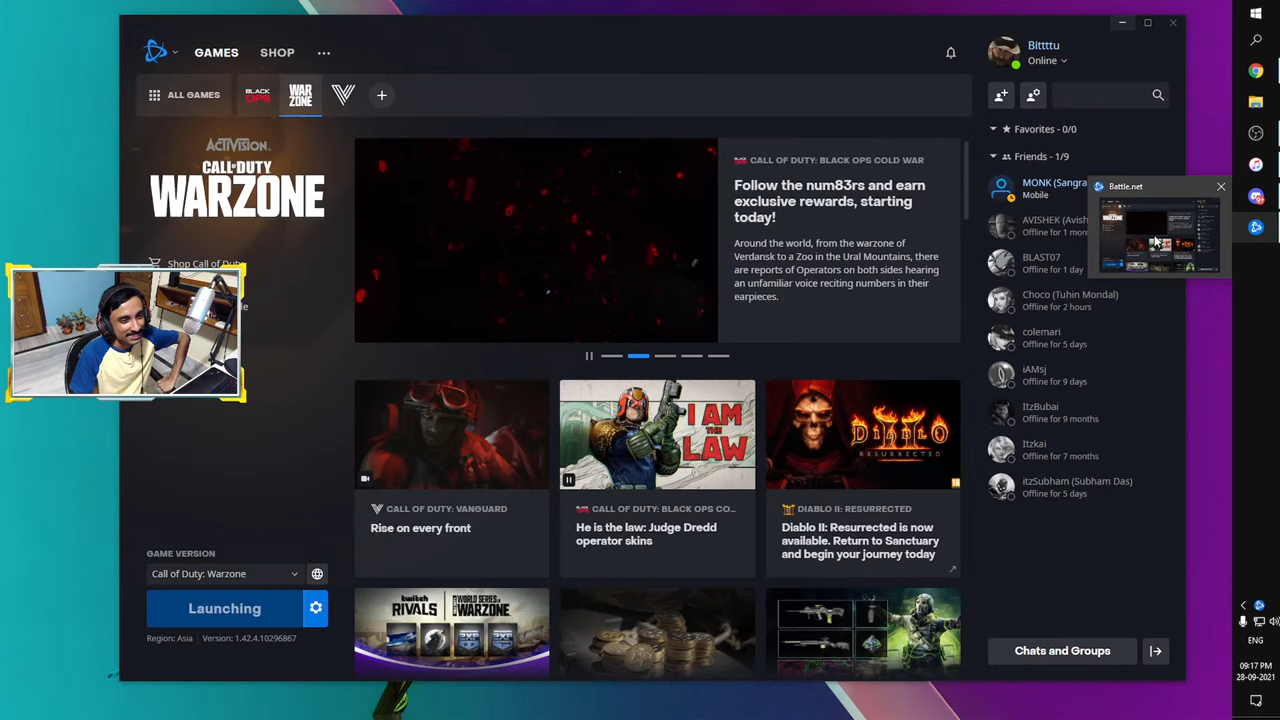 GAMES
SHOP
Bittttu
Online
ALL GAMES
BLACK
OPS
WAR
ZONE
ACTIVISION.
CALL OF DUTY:
WARZONE
Shop Call of Duty
CALL OF DUTY: BLACK OPS COLD WAR
Follow the num83rs and earn
exclusive rewards, starting
today!
Around the world, from the warzone of
Verdansk to a Zoo in the Ural Mountains, there
are reports of Operators on both sides hearing
an unfamiliar voice reciting numbers in their
earpieces.
Favorites - 0/0
Friends - 1/9
MONK (Sangra
Mobile
Battle.net
AVISHEK (Avish
Offline for 1 mon
BLAST07
Offline for 1 day
Choco (Tuhin Mondal)
Offline for 2 hours
colemari
Offline for 5 days
iAMsj
Offline for 9 days
ItzBubai
Offline for 9 months
Itzkai
Offline for 7 months
itzSubham (Subham Das)
Offline for 5 days
I AM
THE
LAW
DIABLO
II
RESURRECTED
CALL OF DUTY: VANGUARD
Rise on every front
CALL OF DUTY: BLACK OPS CO...
He is the law: Judge Dredd
operator skins
DIABLO II: RESURRECTED
Diablo II: Resurrected is now
available. Return to Sanctuary
and begin your journey today
GAME VERSION
Call of Duty: Warzone
Launching
Region: Asia
Version: 1.42.4.10296867
twitch
RIVALS
WORLD SERIES
OF
WARZONE
2XP
2XP
Chats and Groups
ENG
09:17 PM
28-09-2021